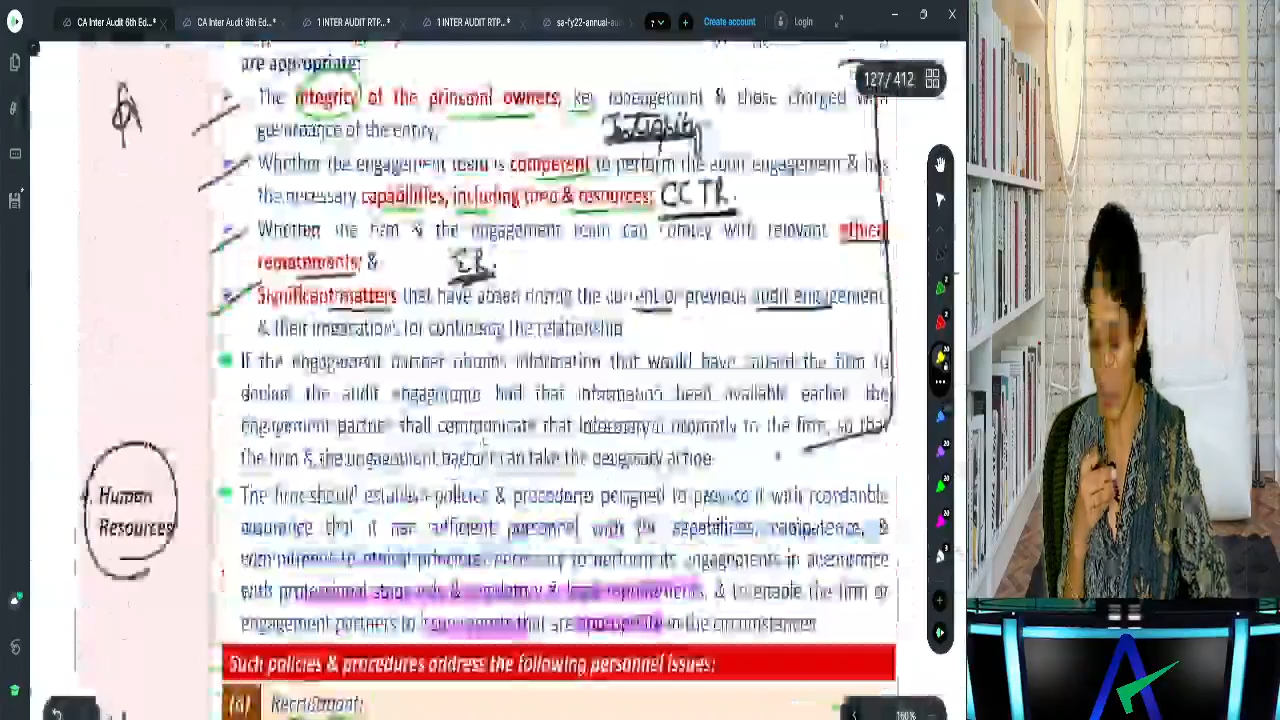 CA Inter Audit 6th Ed...* CA Inter Audit 6th Ed...* 1 INTER AUDIT RTP...* 1 INTER AUDIT RTP...* sa-fy22-annual-aud 7 Create account Login
127/412
are appropriate:
The integrity of the principal owners, key management & those charged with
governance of the entity;
Integrity
Whether the engagement team is competent to perform the audit engagement & has
the necessary capabilities, including time & resources; CCTR
Whether the firm & the engagement team can comply with relevant ethical
requirements; & ER
Significant matters that have arisen during the current or previous audit engagement,
& their implications for continuing the relationship
If the engagement partner obtains information that would have caused the firm to
decline the audit engagement had that information been available earlier the
engagement partner shall communicate that information promptly to the firm, so that
the firm & the engagement partner can take the necessary action.
Human
Resources
The firm should establish policies & procedures designed to provide it with reasonable
assurance that it has sufficient personnel with the capabilities, competence, &
commitment to ethical principles necessary to perform its engagements in accordance
with professional standards & regulatory & legal requirements, & to enable the firm or
engagement partners to that are appropriate in the circumstances
Such policies & procedures address the following personnel issues:
(a) Recruitment;
160%